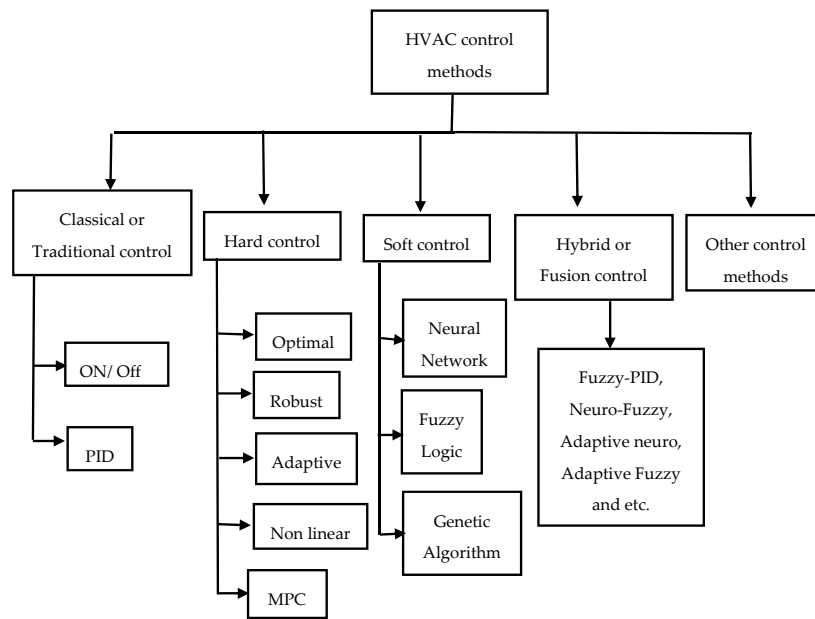 HVAC control
methods
Classical or
Traditional control
Hard control
Soft control
Hybrid or
Fusion control
Other control
methods
ON/ Off
PID
Optimal
Robust
Adaptive
Non linear
MPC
Neural
Network
Fuzzy
Logic
Genetic
Algorithm
Fuzzy-PID,
Neuro-Fuzzy,
Adaptive neuro,
Adaptive Fuzzy
and etc.